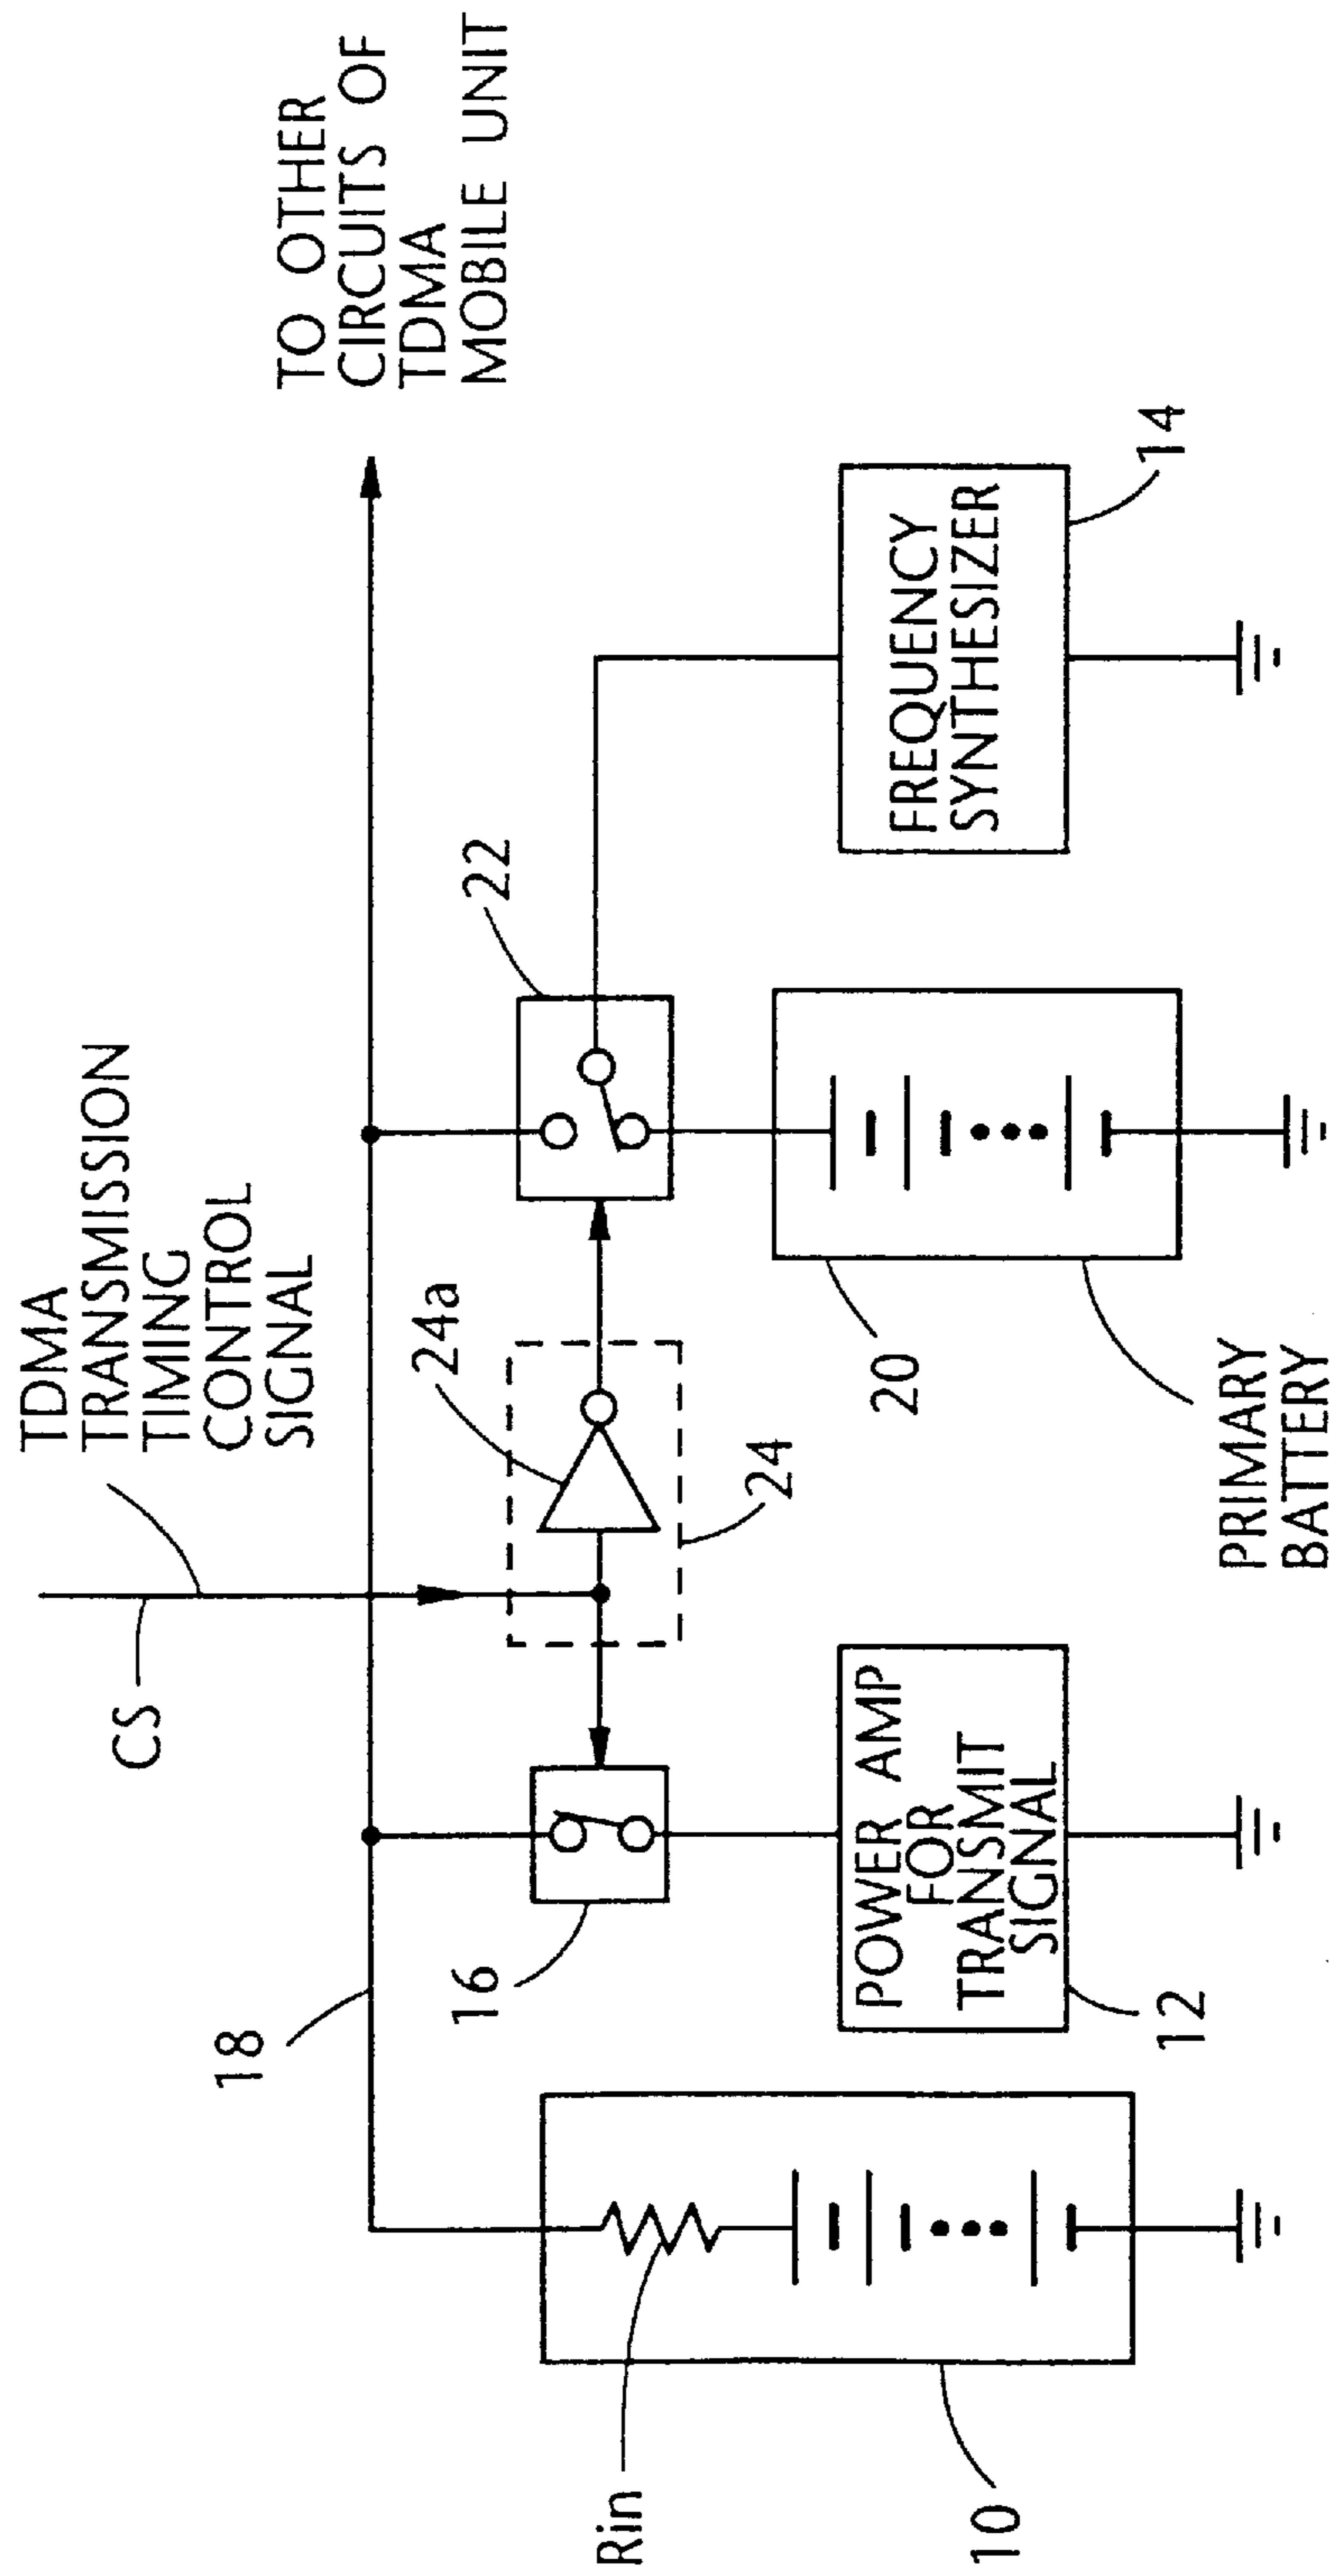 TDMA
TRANSMISSION
TIMING
CONTROL
SIGNAL
CS
TO OTHER
CIRCUITS OF
TDMA
MOBILE UNIT
18
16
24a
24
22
14
Rin
10
POWER AMP
FOR
TRANSMIT
SIGNAL
12
20
PRIMARY
BATTERY
FREQUENCY
SYNTHESIZER